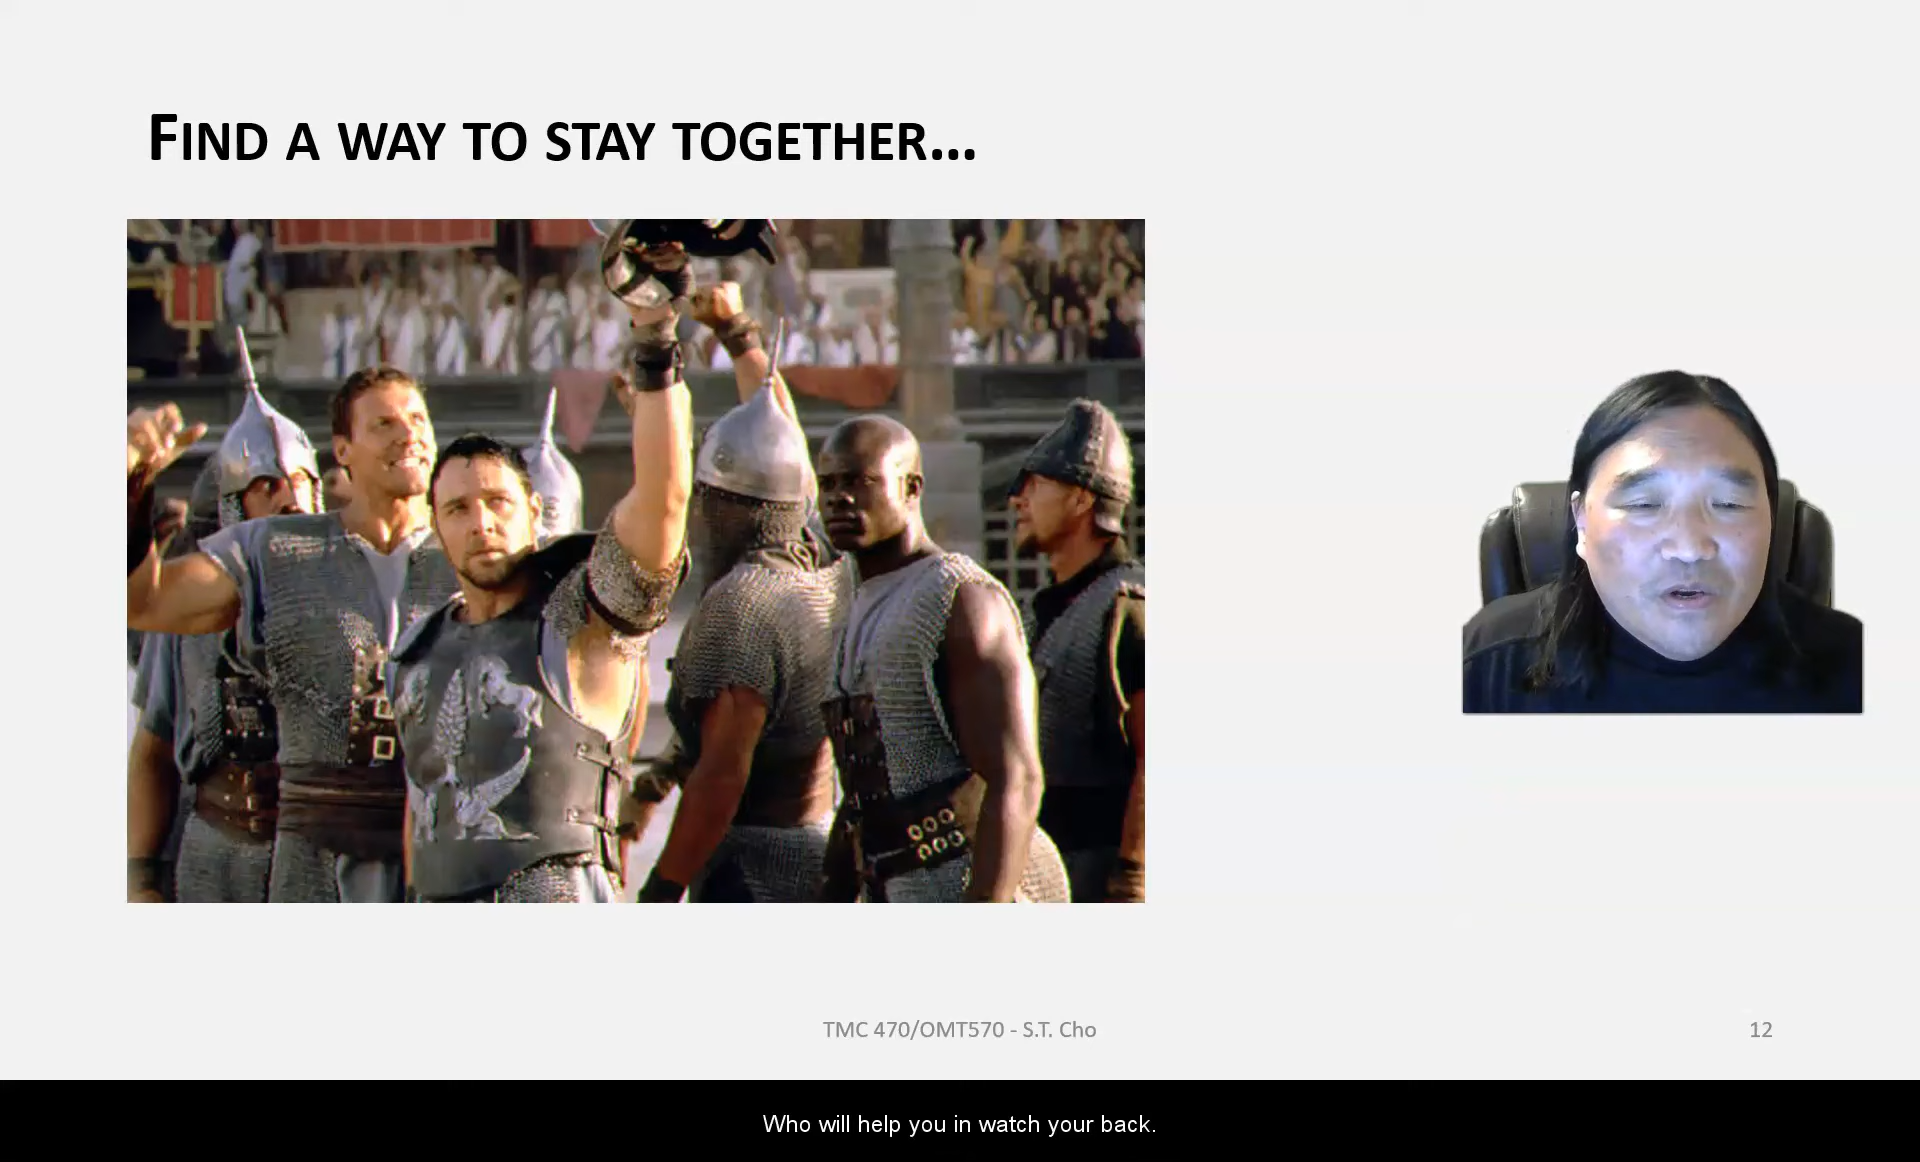 FIND A WAY TO STAY TOGETHER...
TMC 470/OMT570 - S.T. Cho
12
Who will help you in watch your back.